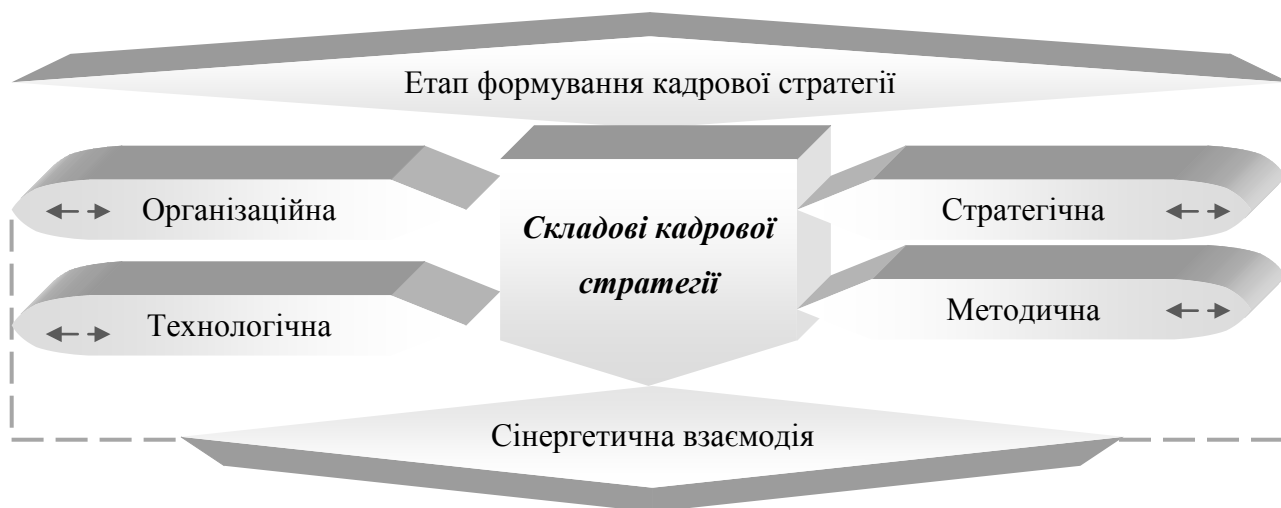 Етап формування кадрової стратегії
Організаційна
Стратегічна
Складові кадрової
стратегії
Технологічна
Методична
Сінергетична взаємодія